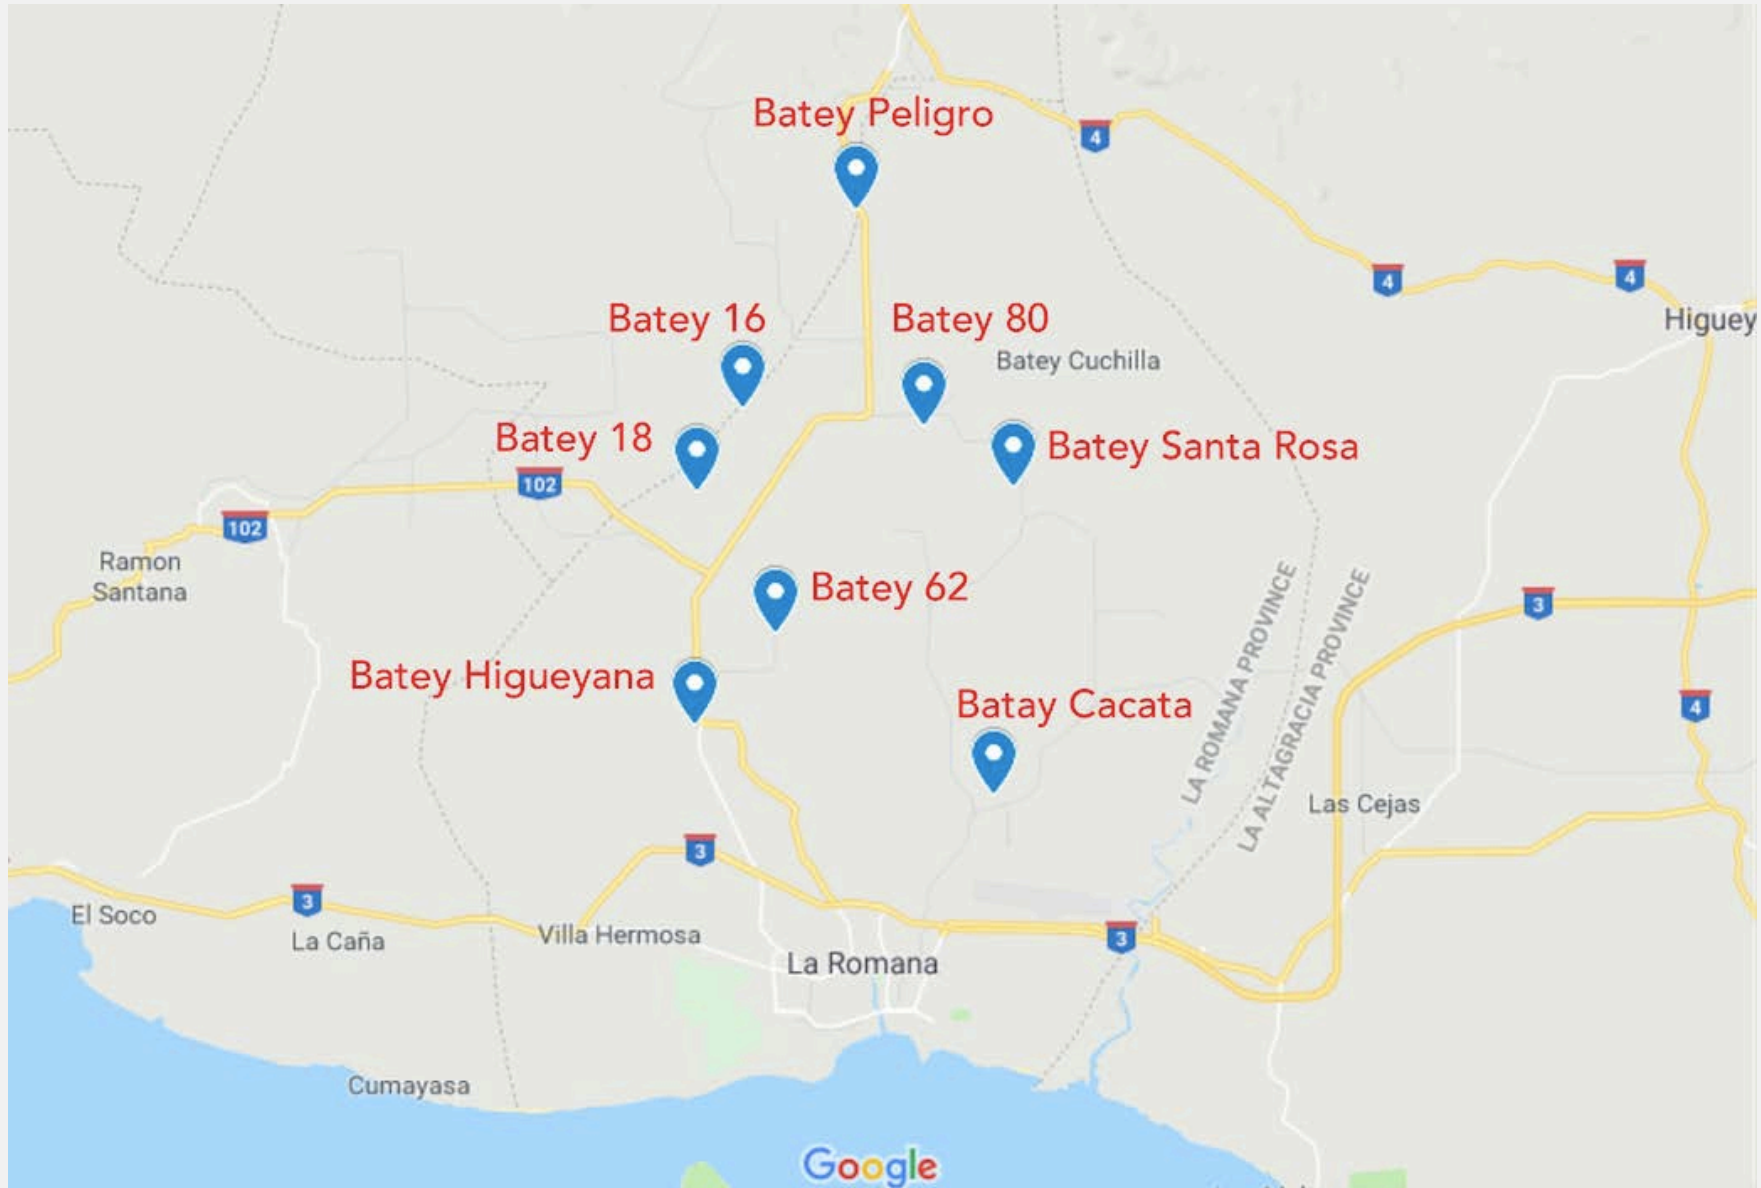 Batey Peligro
4
4
4
Higuey
Batey 16
Batey 80
Batey Cuchilla
Batey 18
Batey Santa Rosa
102
102
Ramon
Santana
Batey 62
3
LA ROMANA PROVINCE
LA ALTAGRACIA PROVINCE
Batey Higueyana
Batay Cacata
4
Las Cejas
3
3
El Soco
La Caña
Villa Hermosa
3
La Romana
Cumayasa
Google